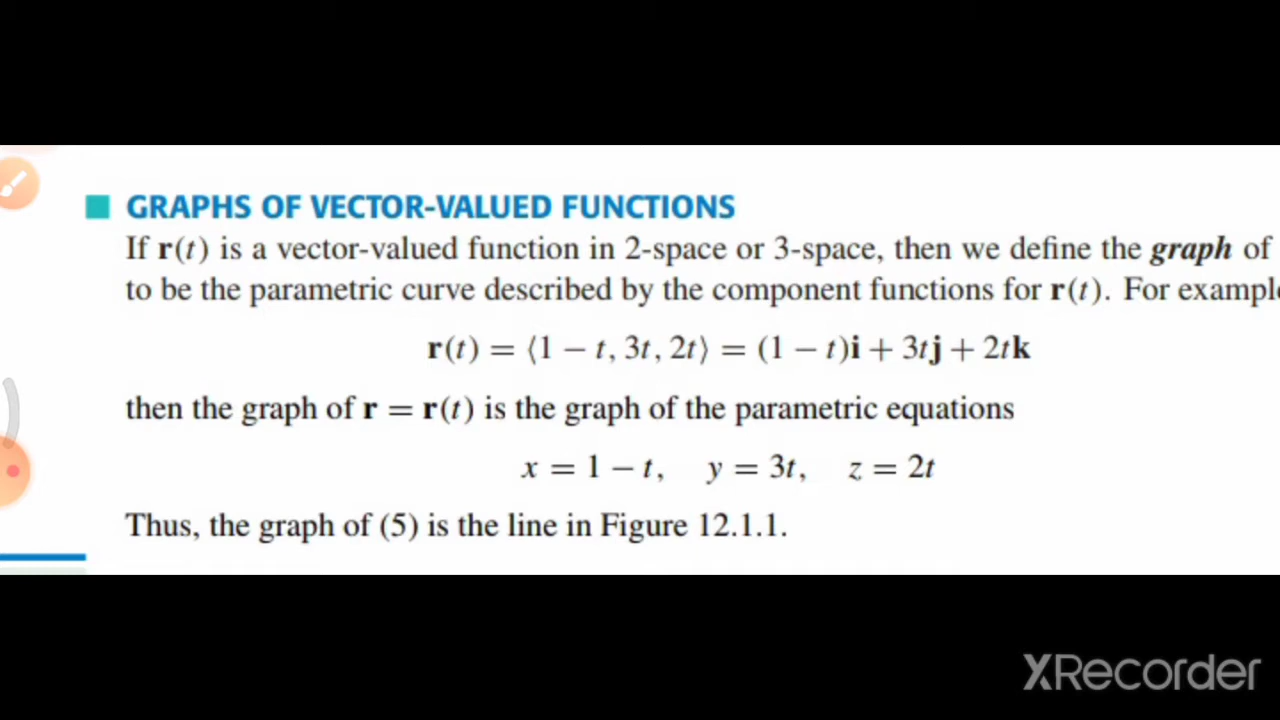 GRAPHS OF VECTOR-VALUED FUNCTIONS
If r(t) is a vector-valued function in 2-space or 3-space, then we define the graph of
to be the parametric curve described by the component functions for r(t). For example
r(t) = ⟨1 − t, 3t, 2t⟩ = (1 − t)i + 3tj + 2tk
then the graph of r = r(t) is the graph of the parametric equations
x = 1 − t, y = 3t, z = 2t
Thus, the graph of (5) is the line in Figure 12.1.1.
XRecorder